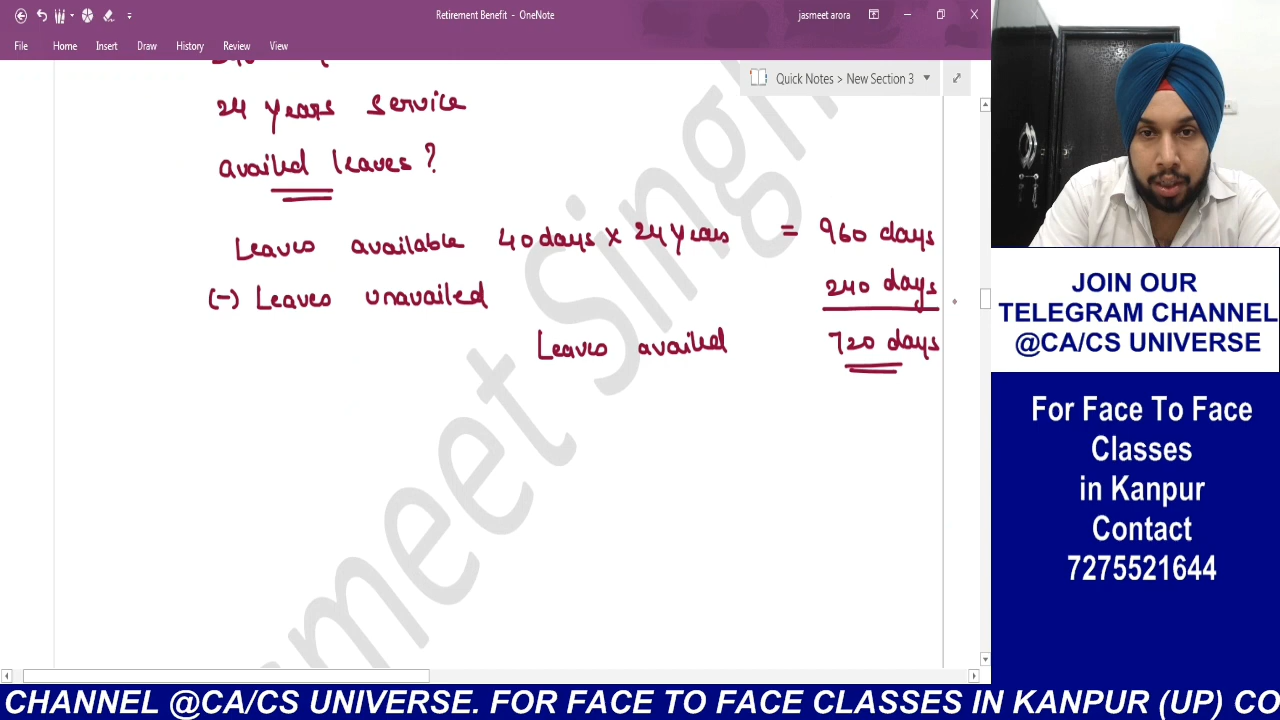 Retirement Benefit - OneNote
jasmeet arora
File Home Insert Draw History Review View
Quick Notes > New Section 3
24 years service
availed leaves ?
Leaves available 40 days x 24 years = 960 days
(-) Leaves unavailed 240 days
Leaves availed 720 days
meet Singh
JOIN OUR
TELEGRAM CHANNEL
@CA/CS UNIVERSE
For Face To Face
Classes
in Kanpur
Contact
7275521644
CHANNEL @CA/CS UNIVERSE. FOR FACE TO FACE CLASSES IN KANPUR (UP) CO